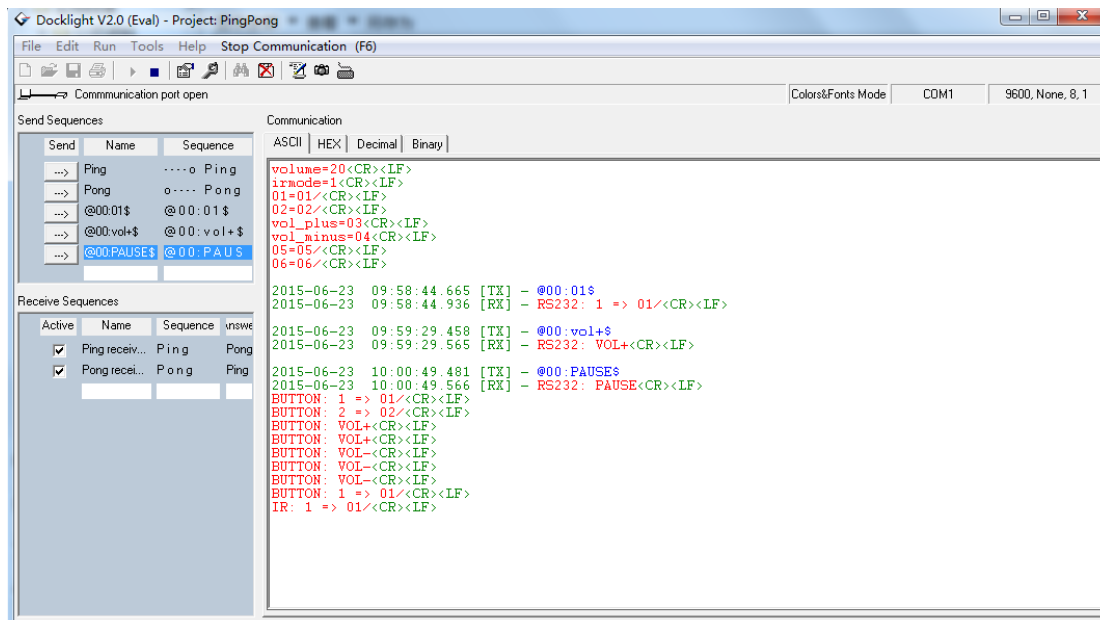 Docklight V2.0 (Eval) - Project: PingPong
File Edit Run Tools Help Stop Communication (F6)
Commmunication port open
Colors&Fonts Mode
COM1
9600, None, 8, 1
Send Sequences
Send Name Sequence
---> Ping ----o Ping
---> Pong o---- Pong
---> @00:01$ @00:01$
---> @00:vol+$ @00:vol+$
---> @00:PAUSE$ @00:PAUS
Receive Sequences
Active Name Sequence
Ping receiv... Ping Pong
Pong recei... Pong Ping
Communication
ASCII HEX Decimal Binary
volume=20<CR><LF>
irmode=1<CR><LF>
01=01/<CR><LF>
02=02/<CR><LF>
vol_plus=03<CR><LF>
vol_minus=04<CR><LF>
05=05/<CR><LF>
06=06/<CR><LF>
2015-06-23 09:58:44.665 [TX] - @00:01$
2015-06-23 09:58:44.936 [RX] - RS232: 1 => 01/<CR><LF>
2015-06-23 09:59:29.458 [TX] - @00:vol+$
2015-06-23 09:59:29.565 [RX] - RS232: VOL+<CR><LF>
2015-06-23 10:00:49.481 [TX] - @00:PAUSE$
2015-06-23 10:00:49.566 [RX] - RS232: PAUSE<CR><LF>
BUTTON: 1 => 01/<CR><LF>
BUTTON: 2 => 02/<CR><LF>
BUTTON: VOL+<CR><LF>
BUTTON: VOL+<CR><LF>
BUTTON: VOL-<CR><LF>
BUTTON: VOL-<CR><LF>
BUTTON: VOL-<CR><LF>
BUTTON: 1 => 01/<CR><LF>
IR: 1 => 01/<CR><LF>